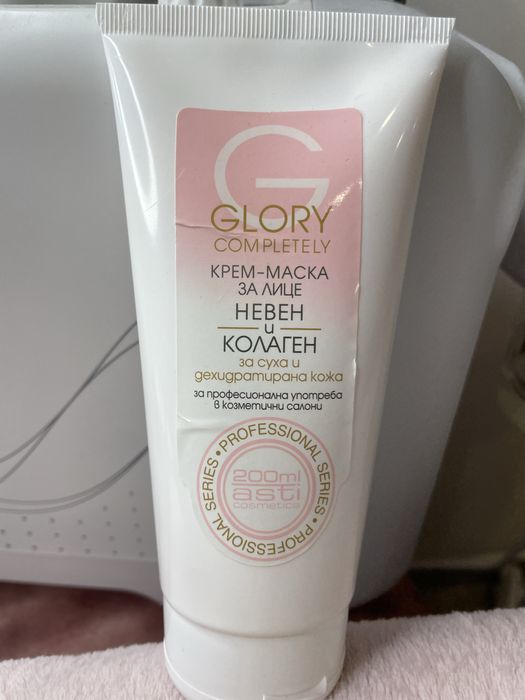 G
GLORY
COMPLETELY
КРЕМ-МАСКА
ЗА ЛИЦЕ
НЕВЕН
и
КОЛАГЕН
за суха и
дехидратирана кожа
за професионална употреба
в козметични салони
• PROFESSIONAL SERIES • PROFESSIONAL SERIES
200ml
asti
cosmetics